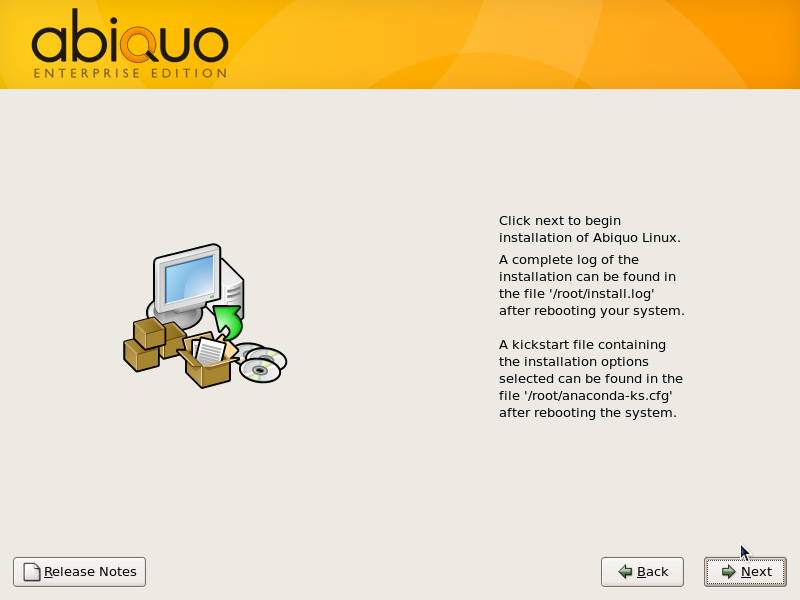 abiquo
ENTERPRISE EDITION
Click next to begin
installation of Abiquo Linux.
A complete log of the
installation can be found in
the file '/root/install.log'
after rebooting your system.
A kickstart file containing
the installation options
selected can be found in the
file '/root/anaconda-ks.cfg'
after rebooting the system.
Release Notes
Back
Next